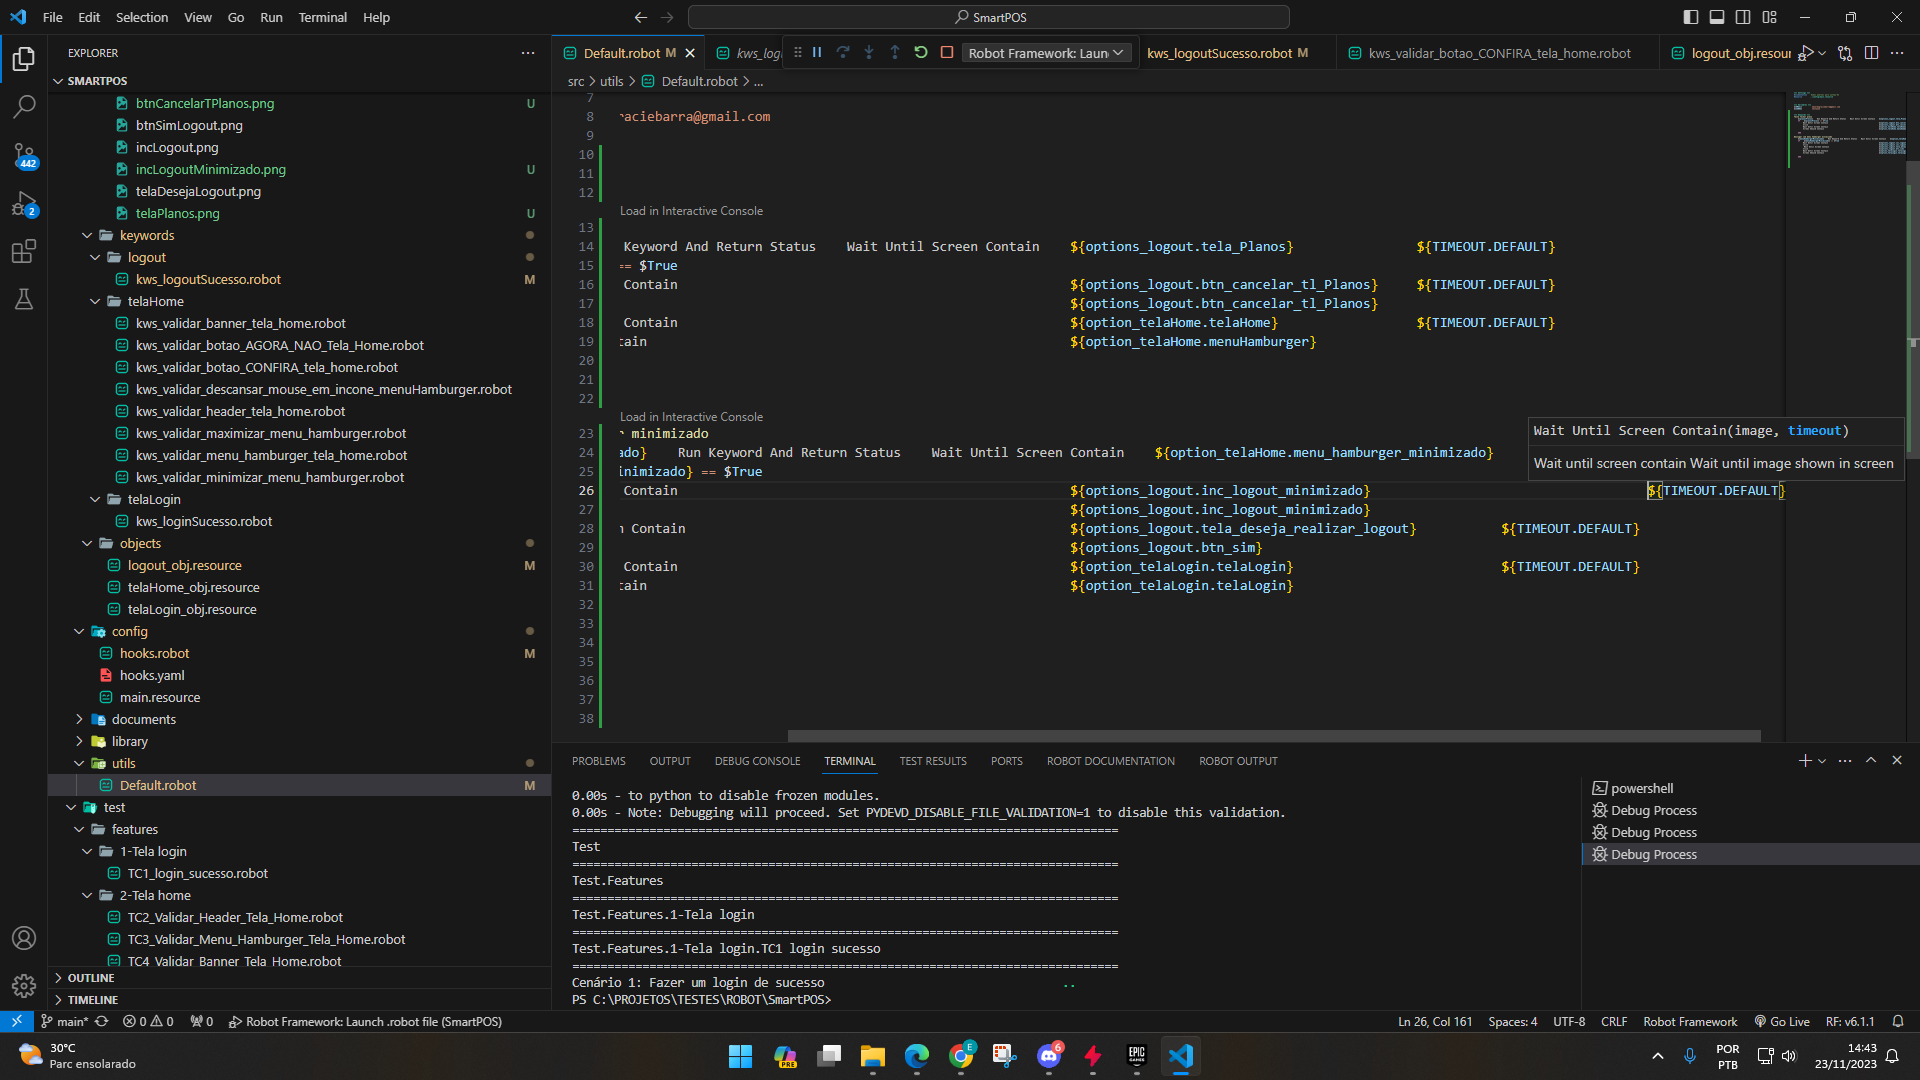 File Edit Selection View Go Run Terminal Help
SmartPOS
EXPLORER
SMARTPOS
btnCancelarTPlanos.png U
btnSimLogout.png
incLogout.png
incLogoutMinimizado.png U
telaDesejaLogout.png
telaPlanos.png U
keywords
logout
kws_logoutSucesso.robot M
telaHome
kws_validar_banner_tela_home.robot
kws_validar_botao_AGORA_NAO_Tela_Home.robot
kws_validar_botao_CONFIRA_tela_home.robot
kws_validar_descansar_mouse_em_incone_menuHamburger.robot
kws_validar_header_tela_home.robot
kws_validar_maximizar_menu_hamburger.robot
kws_validar_menu_hamburger_tela_home.robot
kws_validar_minimizar_menu_hamburger.robot
telaLogin
kws_loginSucesso.robot
objects
logout_obj.resource M
telaHome_obj.resource
telaLogin_obj.resource
config
hooks.robot M
hooks.yaml
main.resource
documents
library
utils
Default.robot M
test
features
1-Tela login
TC1_login_sucesso.robot
2-Tela home
TC2_Validar_Header_Tela_Home.robot
TC3_Validar_Menu_Hamburger_Tela_Home.robot
TC4_Validar_Banner_Tela_Home.robot
OUTLINE
TIMELINE
442
2
Default.robot M
kws_log
Robot Framework: Laun
kws_logoutSucesso.robot M
kws_validar_botao_CONFIRA_tela_home.robot
logout_obj.resour
src > utils > Default.robot > ...
7
8 raciebarra@gmail.com
9
10
11
12
Load in Interactive Console
13
14 Keyword And Return Status Wait Until Screen Contain ${options_logout.tela_Planos} ${TIMEOUT.DEFAULT}
15 == $True
16 Contain ${options_logout.btn_cancelar_tl_Planos} ${TIMEOUT.DEFAULT}
17 ${options_logout.btn_cancelar_tl_Planos}
18 Contain ${option_telaHome.telaHome} ${TIMEOUT.DEFAULT}
19 tain ${option_telaHome.menuHamburger}
20
21
22
Load in Interactive Console
23 r minimizado
24 ado} Run Keyword And Return Status Wait Until Screen Contain ${option_telaHome.menu_hamburger_minimizado}
25 inimizado} == $True
26 Contain ${options_logout.inc_logout_minimizado} ${TIMEOUT.DEFAULT}
27 ${options_logout.inc_logout_minimizado}
28 n Contain ${options_logout.tela_deseja_realizar_logout} ${TIMEOUT.DEFAULT}
29 ${options_logout.btn_sim}
30 Contain ${option_telaLogin.telaLogin} ${TIMEOUT.DEFAULT}
31 tain ${option_telaLogin.telaLogin}
32
33
34
35
36
37
38
Wait Until Screen Contain(image, timeout)
Wait until screen contain Wait until image shown in screen
PROBLEMS OUTPUT DEBUG CONSOLE TERMINAL TEST RESULTS PORTS ROBOT DOCUMENTATION ROBOT OUTPUT
0.00s - to python to disable frozen modules.
0.00s - Note: Debugging will proceed. Set PYDEVD_DISABLE_FILE_VALIDATION=1 to disable this validation.
==============================================================================
Test
==============================================================================
Test.Features
==============================================================================
Test.Features.1-Tela login
==============================================================================
Test.Features.1-Tela login.TC1 login sucesso
==============================================================================
Cenário 1: Fazer um login de sucesso ..
PS C:\PROJETOS\TESTES\ROBOT\SmartPOS>
powershell
Debug Process
Debug Process
Debug Process
main* 0 0 0 Robot Framework: Launch .robot file (SmartPOS)
Ln 26, Col 161 Spaces: 4 UTF-8 CRLF Robot Framework Go Live RF: v6.1.1
30°C
Parc ensolarado
PRE
E
6
EPIC GAMES
POR
PTB
14:43
23/11/2023